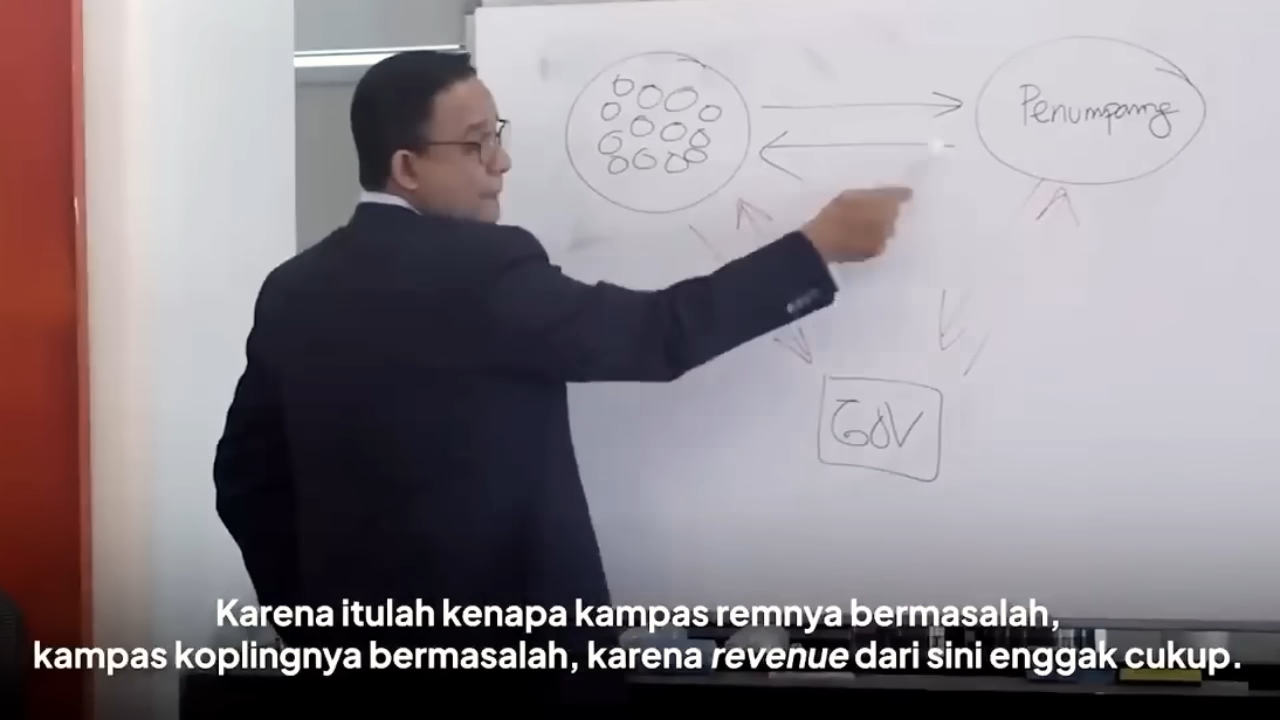 Penumpang
GOV
Karena itulah kenapa kampas remnya bermasalah,
kampas koplingnya bermasalah, karena revenue dari sini enggak cukup.